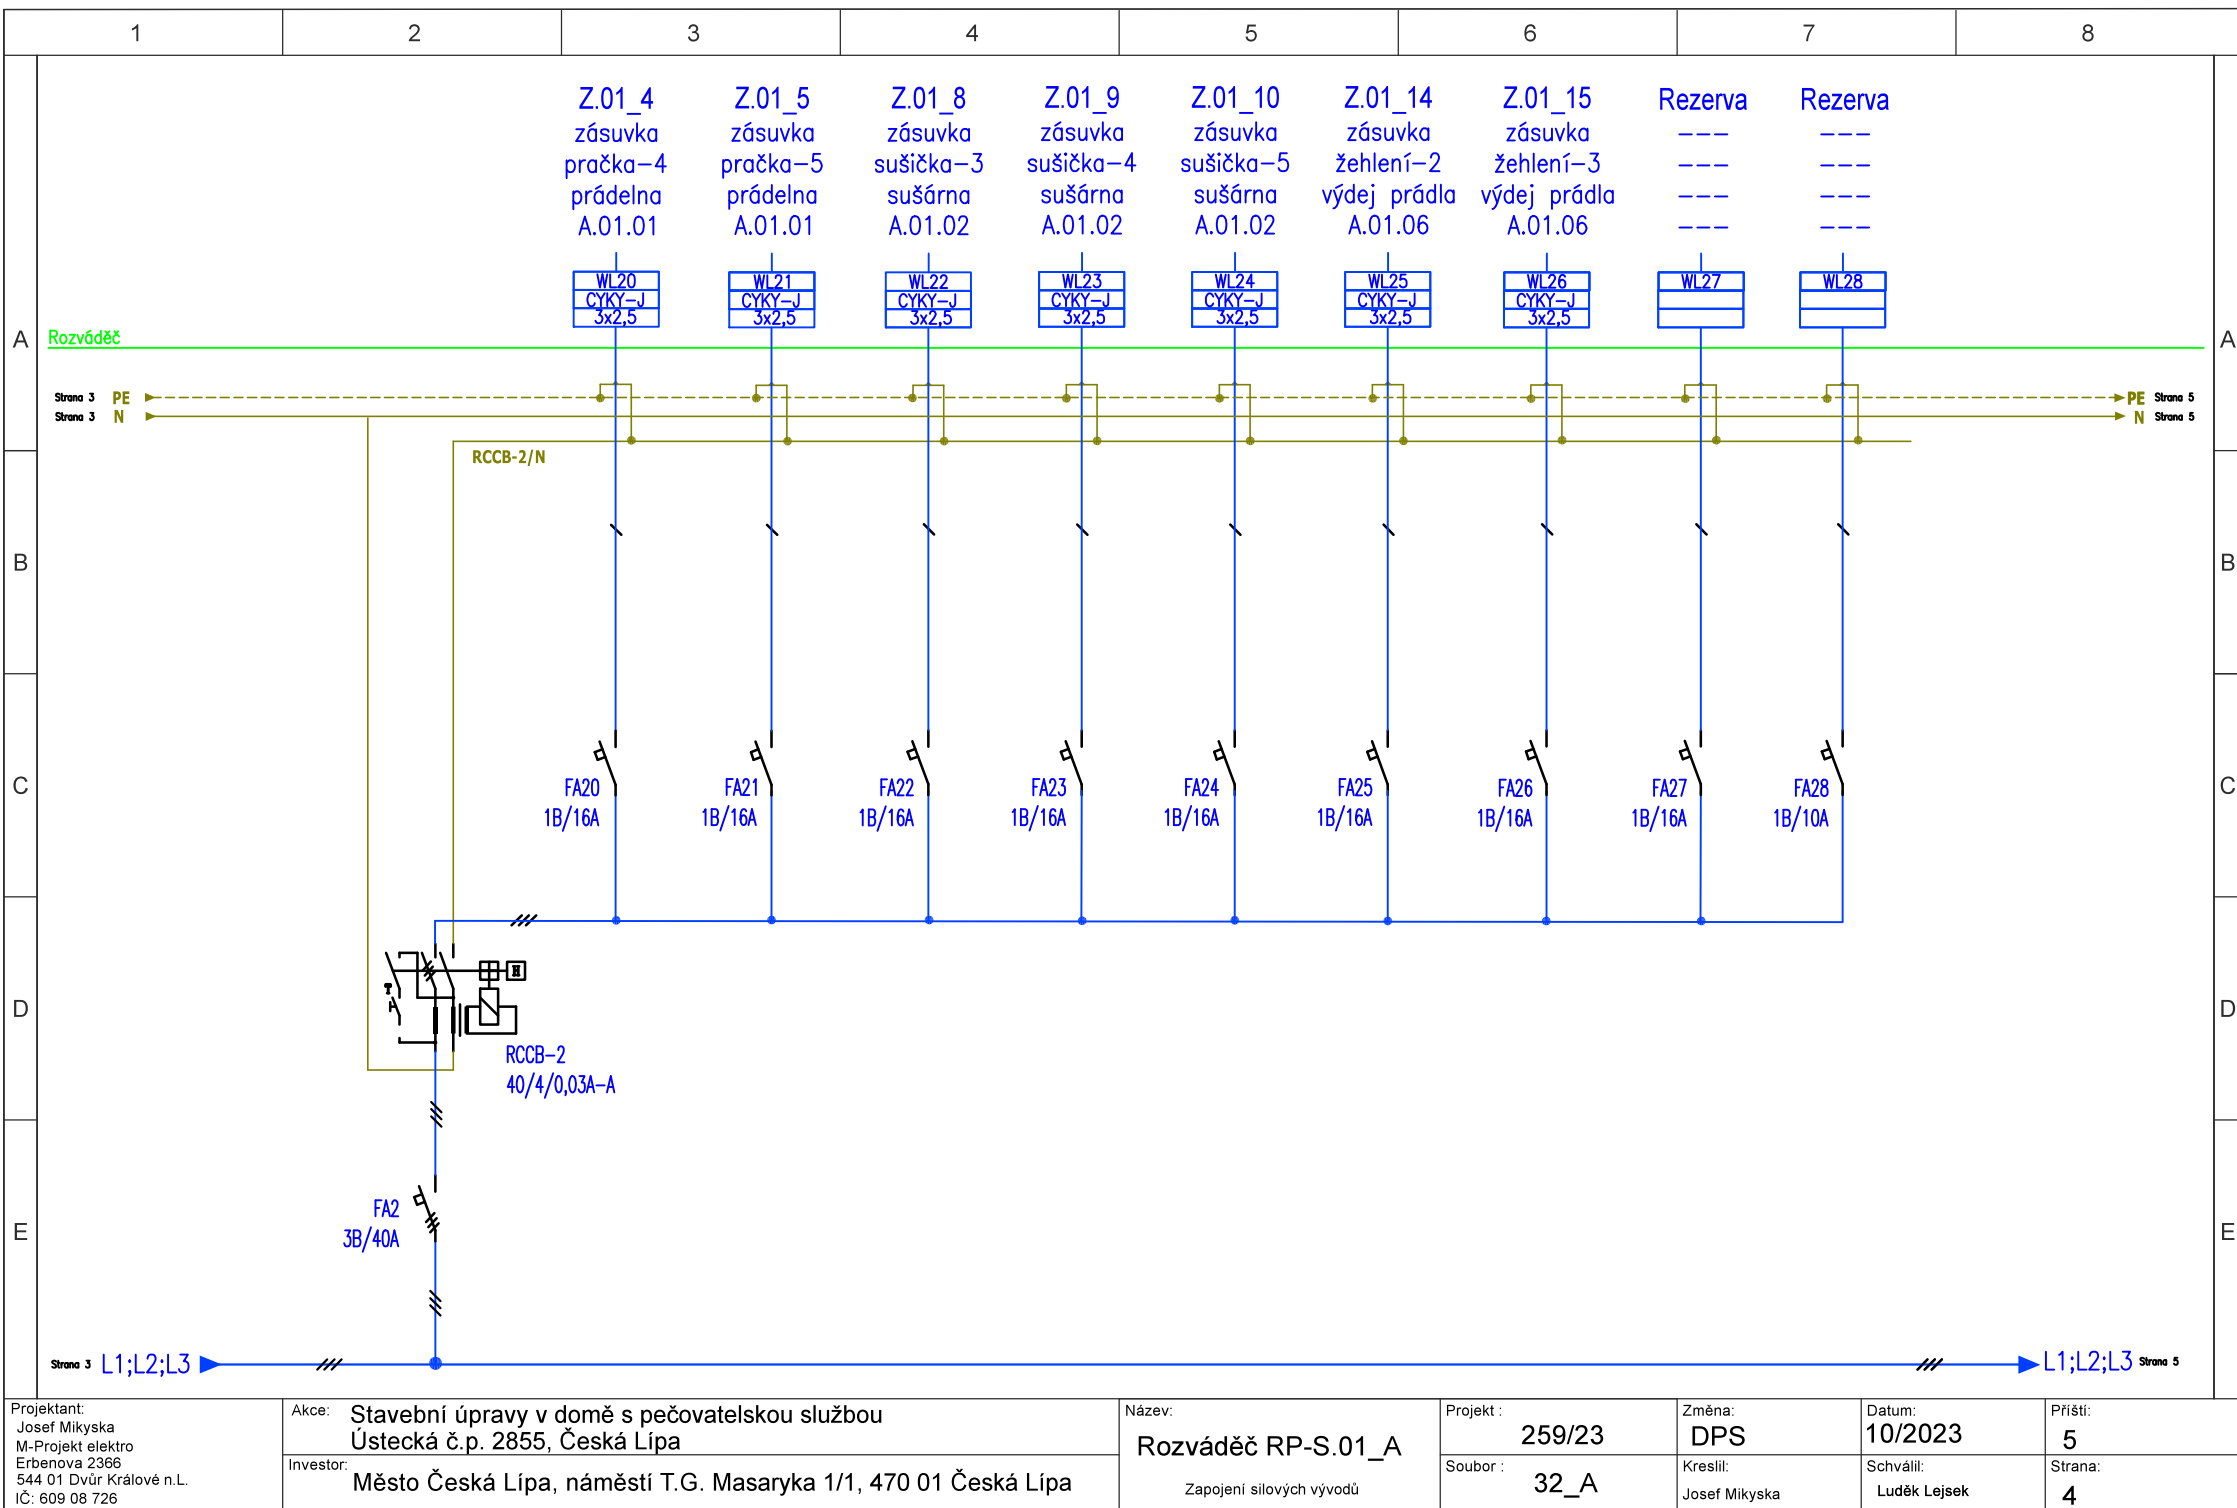 1 2 3 4 5 6 7 8
Z.01_4 Z.01_5 Z.01_8 Z.01_9 Z.01_10 Z.01_14 Z.01_15 Rezerva Rezerva
zásuvka zásuvka zásuvka zásuvka zásuvka zásuvka zásuvka --- ---
pračka-4 pračka-5 sušička-3 sušička-4 sušička-5 žehlení-2 žehlení-3 --- ---
prádelna prádelna sušárna sušárna sušárna výdej prádla výdej prádla --- ---
A.01.01 A.01.01 A.01.02 A.01.02 A.01.02 A.01.06 A.01.06 --- ---
WL20 WL21 WL22 WL23 WL24 WL25 WL26 WL27 WL28
CYKY-J CYKY-J CYKY-J CYKY-J CYKY-J CYKY-J CYKY-J
3x2,5 3x2,5 3x2,5 3x2,5 3x2,5 3x2,5 3x2,5
A Rozváděč A
Strana 3 PE PE Strana 5
Strana 3 N N Strana 5
RCCB-2/N
B B
C C
FA20 FA21 FA22 FA23 FA24 FA25 FA26 FA27 FA28
1B/16A 1B/16A 1B/16A 1B/16A 1B/16A 1B/16A 1B/16A 1B/16A 1B/10A
H
T
D D
RCCB-2
40/4/0,03A-A
FA2
3B/40A
E E
Strana 3 L1;L2;L3 L1;L2;L3 Strana 5
Projektant:
Josef Mikyska
M-Projekt elektro
Erbenova 2366
544 01 Dvůr Králové n.L.
IČ: 609 08 726
Akce: Stavební úpravy v domě s pečovatelskou službou
Ústecká č.p. 2855, Česká Lípa
Investor: Město Česká Lípa, náměstí T.G. Masaryka 1/1, 470 01 Česká Lípa
Název:
Rozváděč RP-S.01_A
Zapojení silových vývodů
Projekt :
259/23
Soubor :
32_A
Změna:
DPS
Kreslil:
Josef Mikyska
Datum:
10/2023
Schválil:
Luděk Lejsek
Příští:
5
Strana:
4